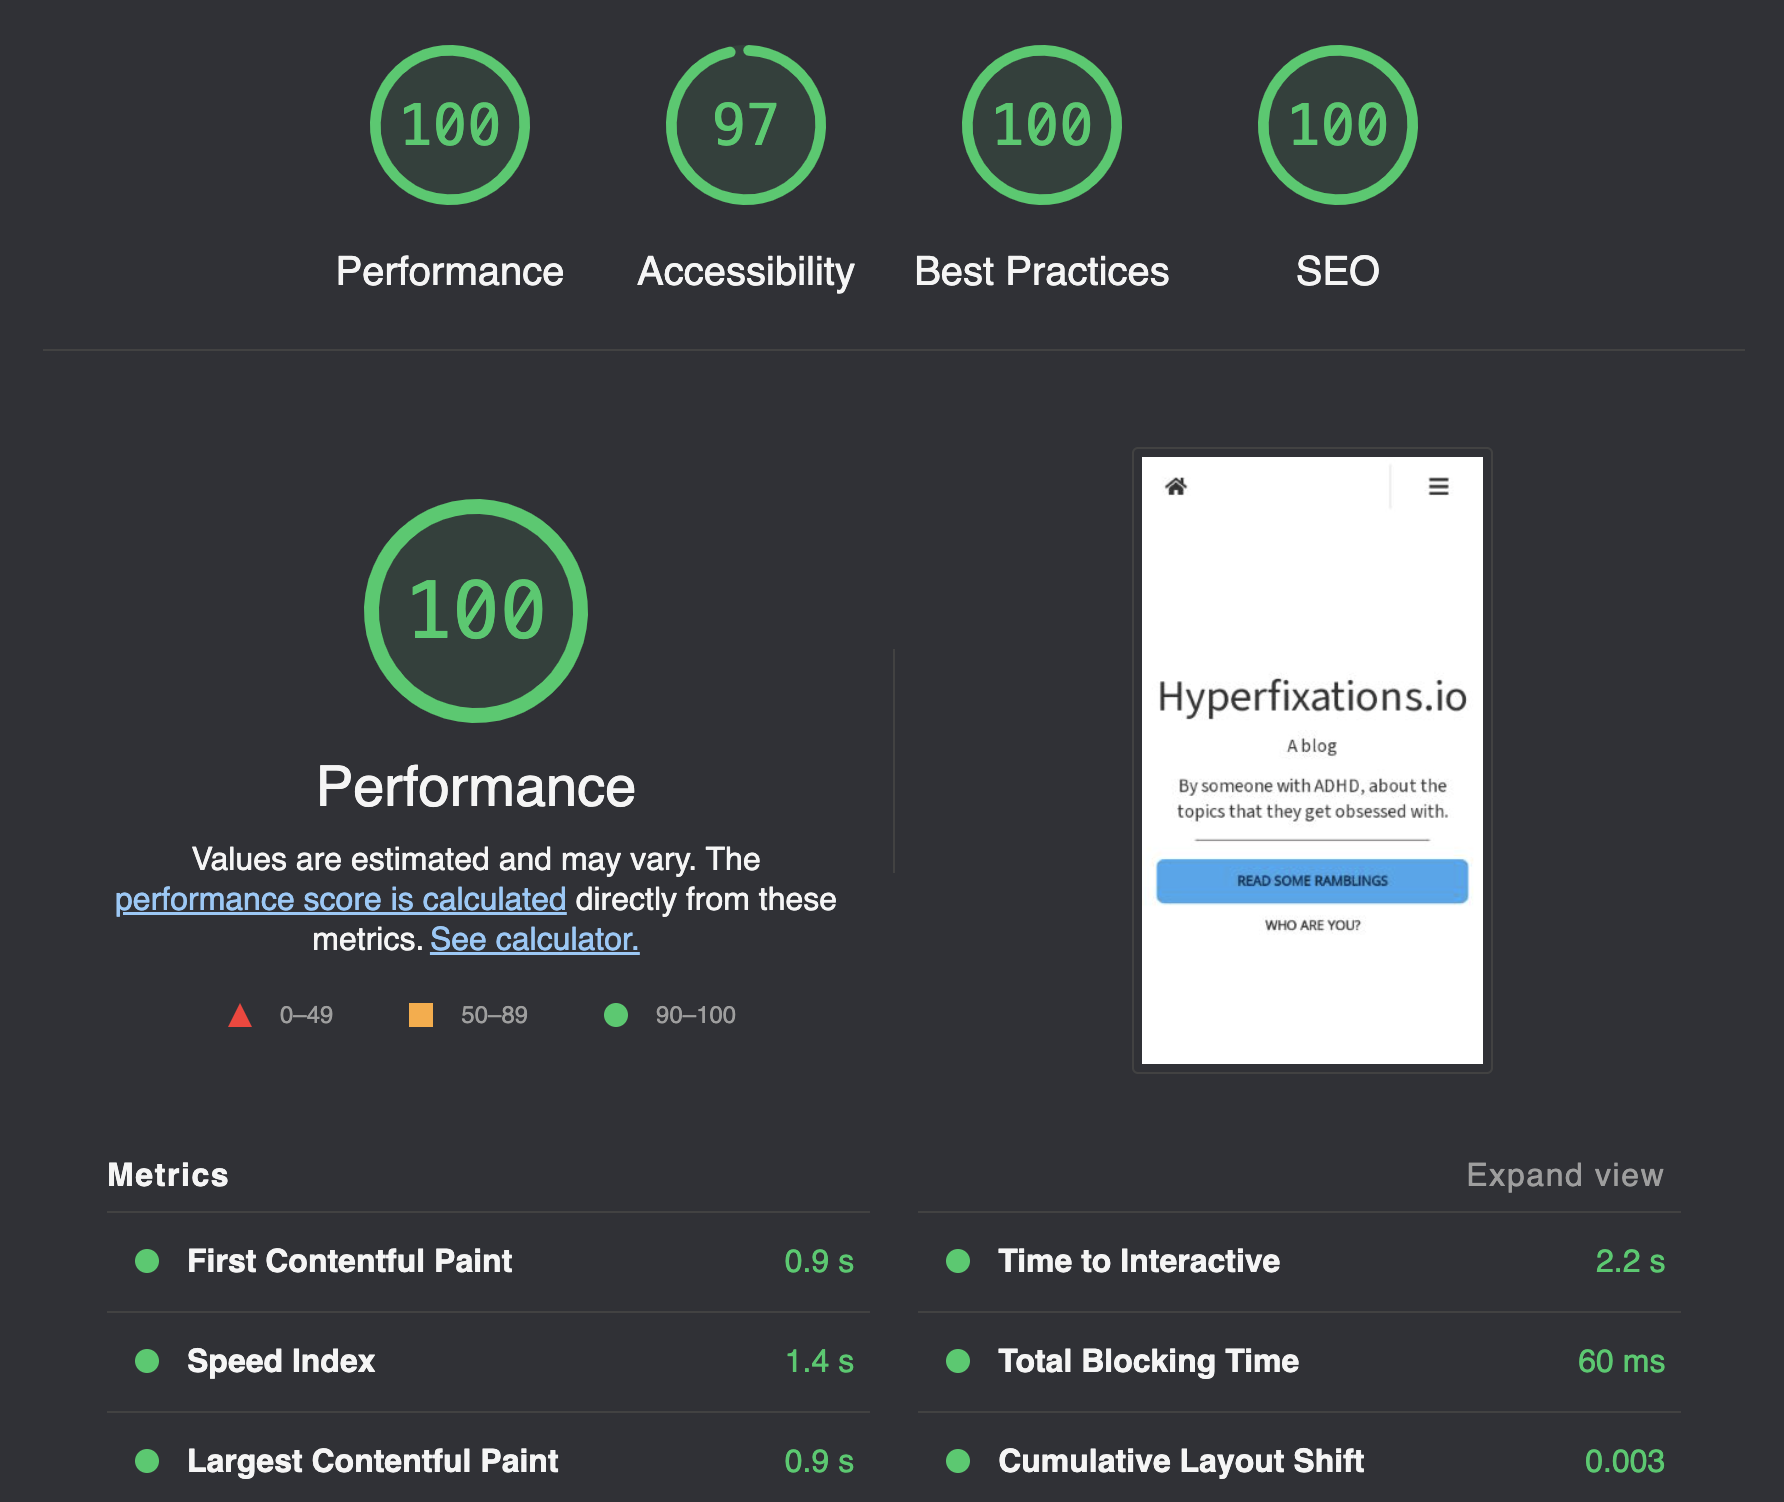 100
97
100
100
Performance
Accessibility
Best Practices
SEO
100
Performance
Values are estimated and may vary. The
performance score is calculated directly from these
metrics. See calculator.
0–49
50–89
90–100
Hyperfixations.io
A blog
By someone with ADHD, about the
topics that they get obsessed with.
READ SOME RAMBLINGS
WHO ARE YOU?
Metrics
Expand view
First Contentful Paint
0.9 s
Time to Interactive
2.2 s
Speed Index
1.4 s
Total Blocking Time
60 ms
Largest Contentful Paint
0.9 s
Cumulative Layout Shift
0.003